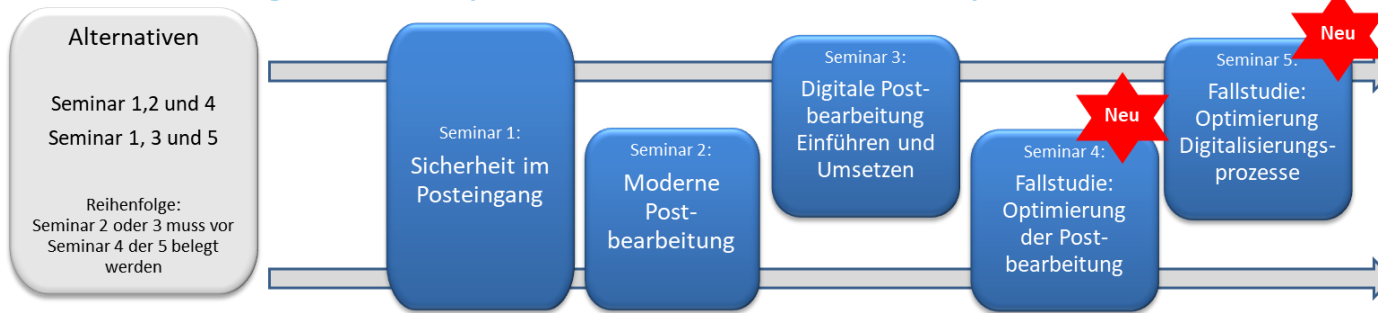 Alternativen
Seminar 1,2 und 4
Seminar 1, 3 und 5
Reihenfolge:
Seminar 2 oder 3 muss vor
Seminar 4 der 5 belegt
werden
Seminar 1:
Sicherheit im
Posteingang
Seminar 2:
Moderne
Post-
bearbeitung
Seminar 3:
Digitale Post-
bearbeitung
Einführen und
Umsetzen
Neu
Seminar 4:
Fallstudie:
Optimierung
der Post-
bearbeitung
Neu
Seminar 5:
Fallstudie:
Optimierung
Digitalisierungs-
prozesse